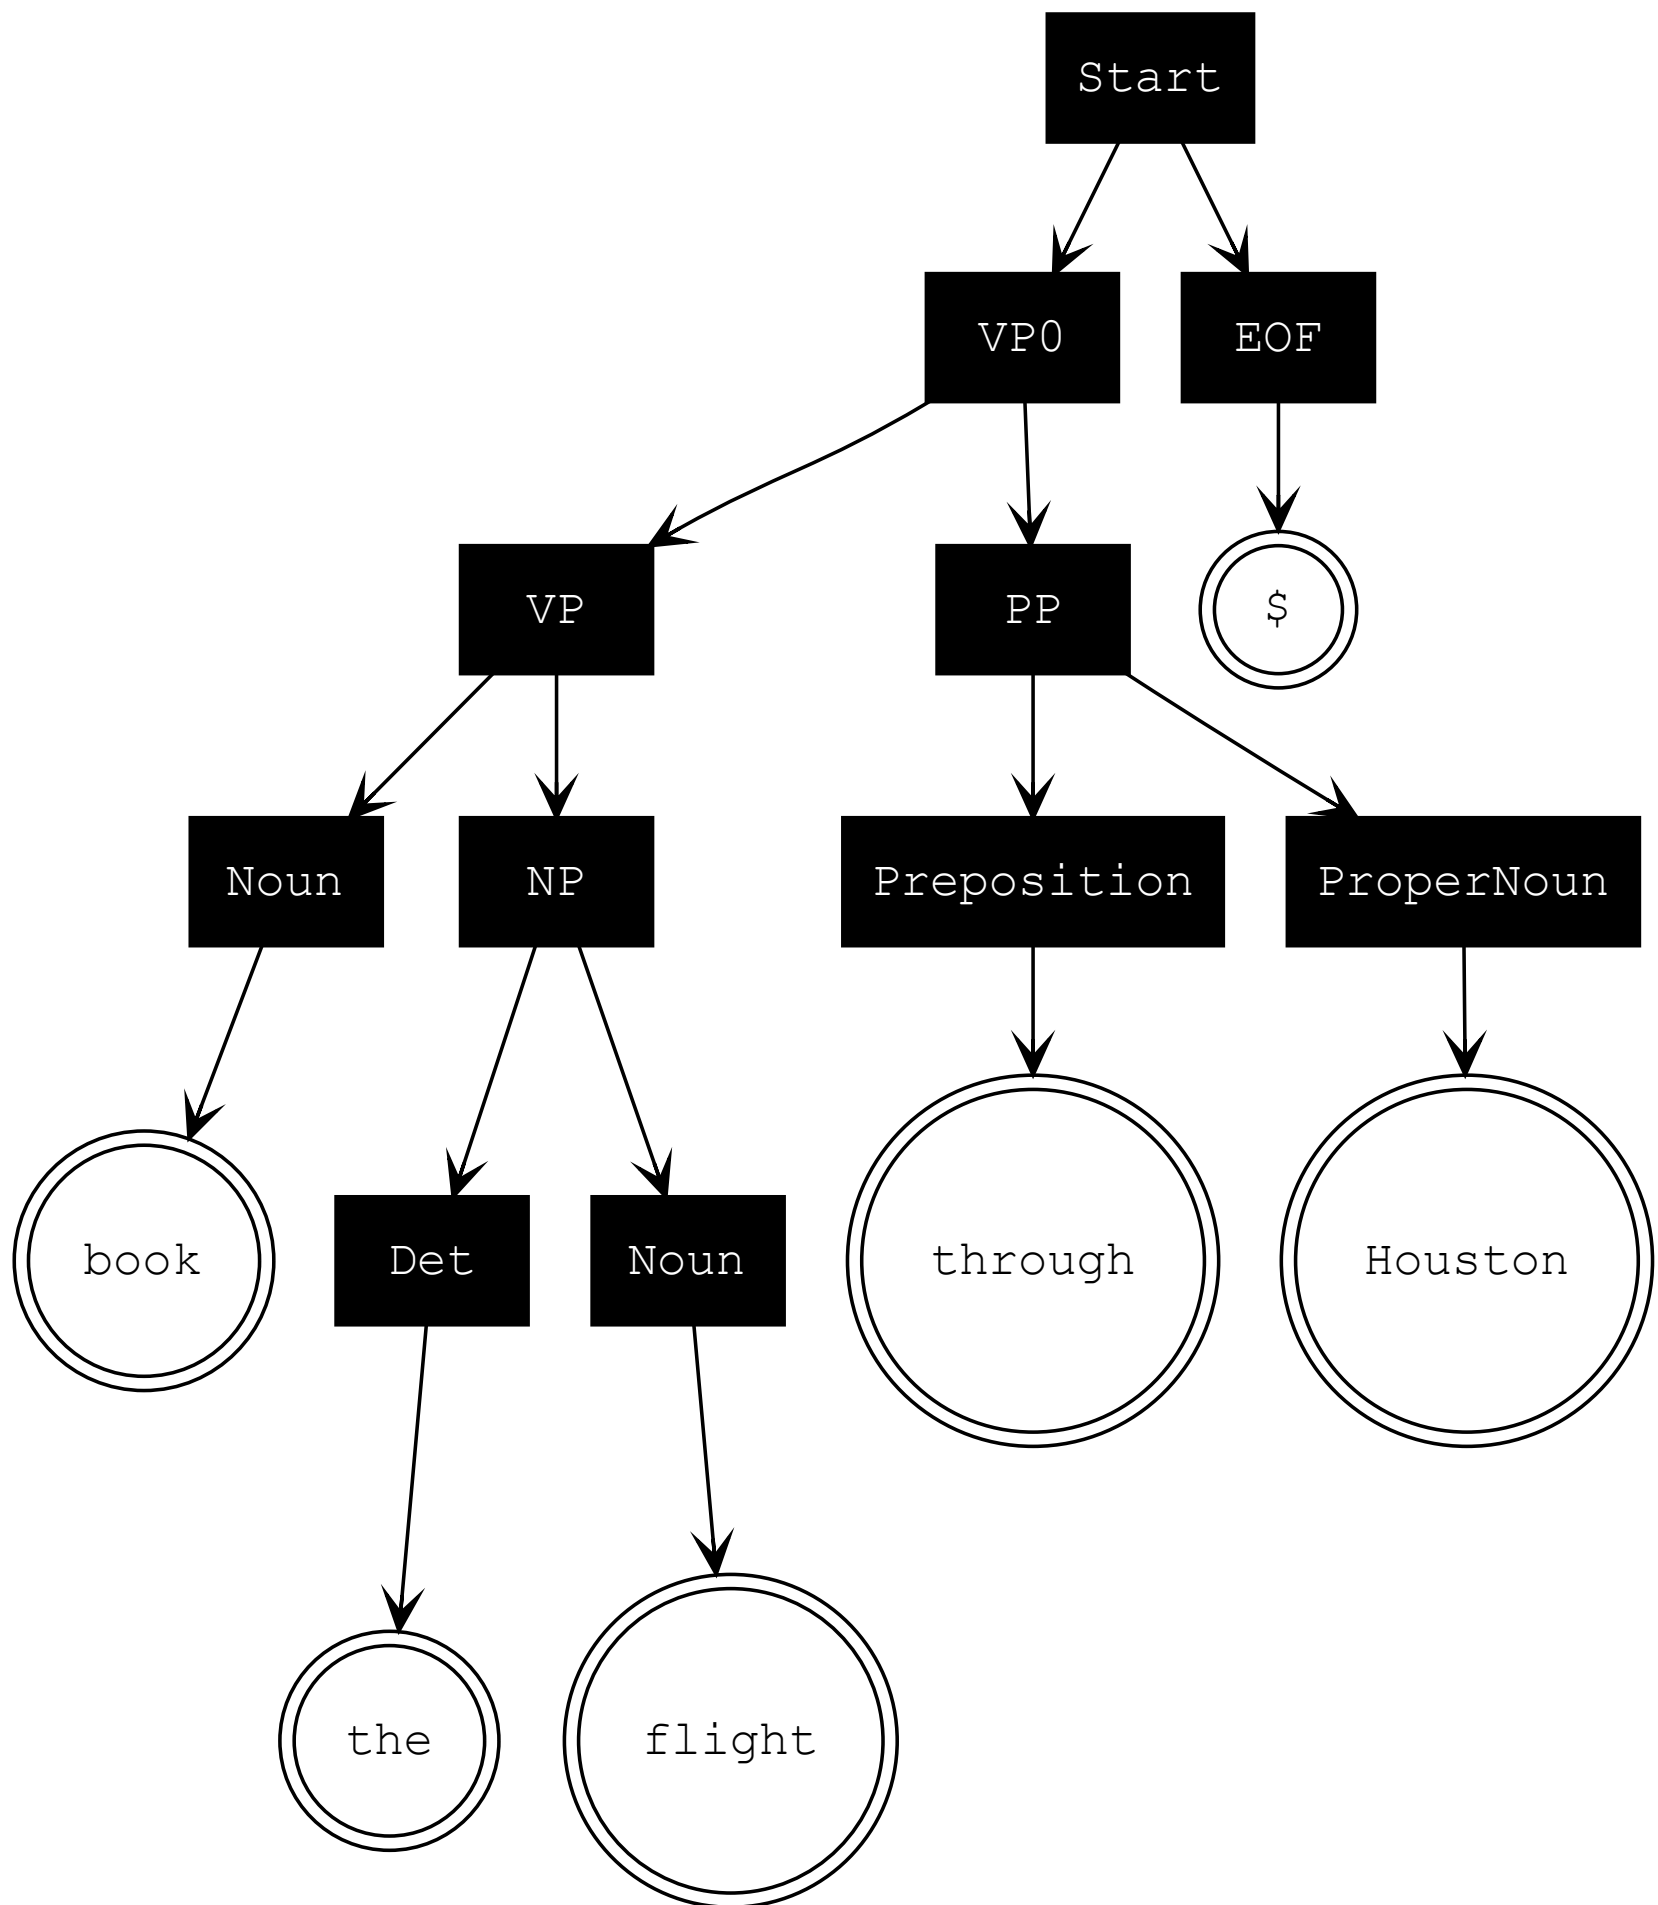 Start
VP0 EOF
VP PP $
Noun NP Preposition ProperNoun
book Det Noun through Houston
the flight